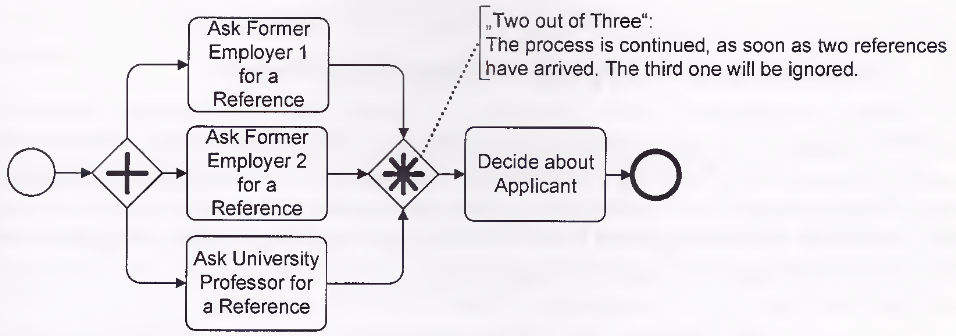 Ask Former
Employer 1
for a
Reference
„Two out of Three“:
The process is continued, as soon as two references
have arrived. The third one will be ignored.
Ask Former
Employer 2
for a
Reference
Decide about
Applicant
Ask University
Professor for
a Reference